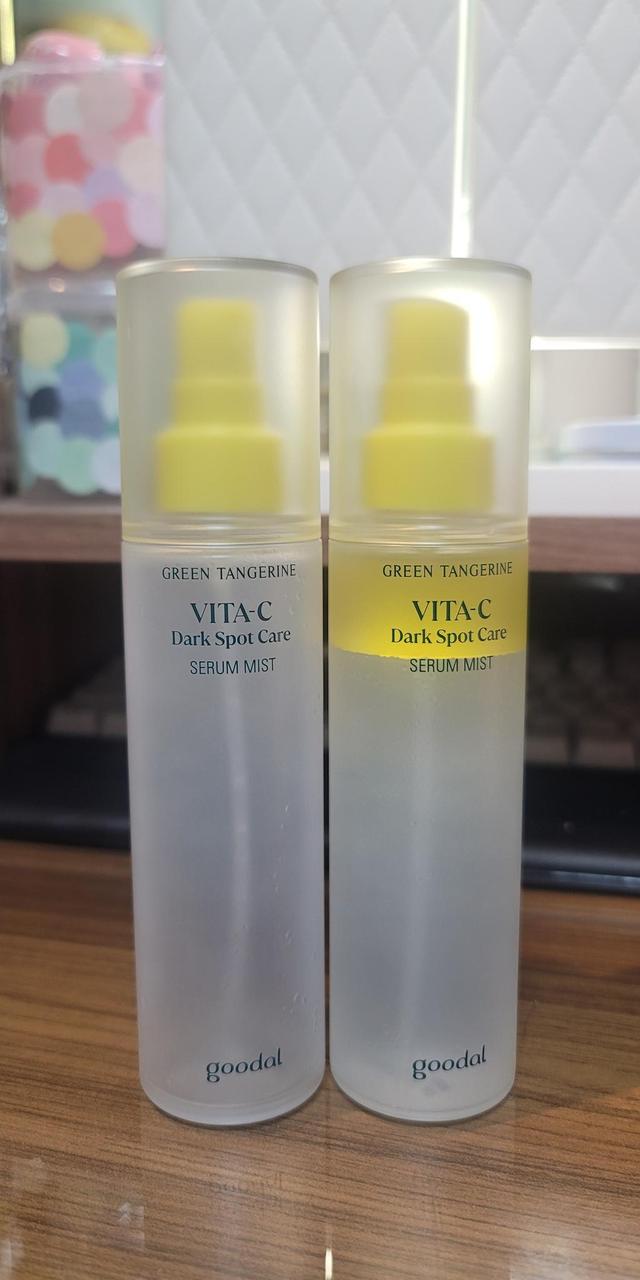 GREEN TANGERINE
VITA-C
Dark Spot Care
SERUM MIST
goodal
GREEN TANGERINE
VITA-C
Dark Spot Care
SERUM MIST
goodal